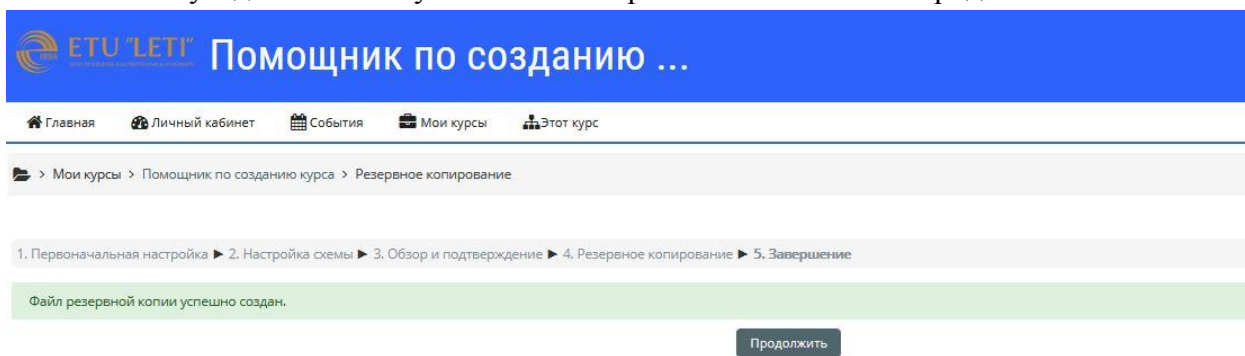 ETU "LETI" Помощник по созданию ...
Главная Личный кабинет События Мои курсы Этот курс
> Мои курсы > Помощник по созданию курса > Резервное копирование
1. Первоначальная настройка ► 2. Настройка схемы ► 3. Обзор и подтверждение ► 4. Резервное копирование ► 5. Завершение
Файл резервной копии успешно создан.
Продолжить